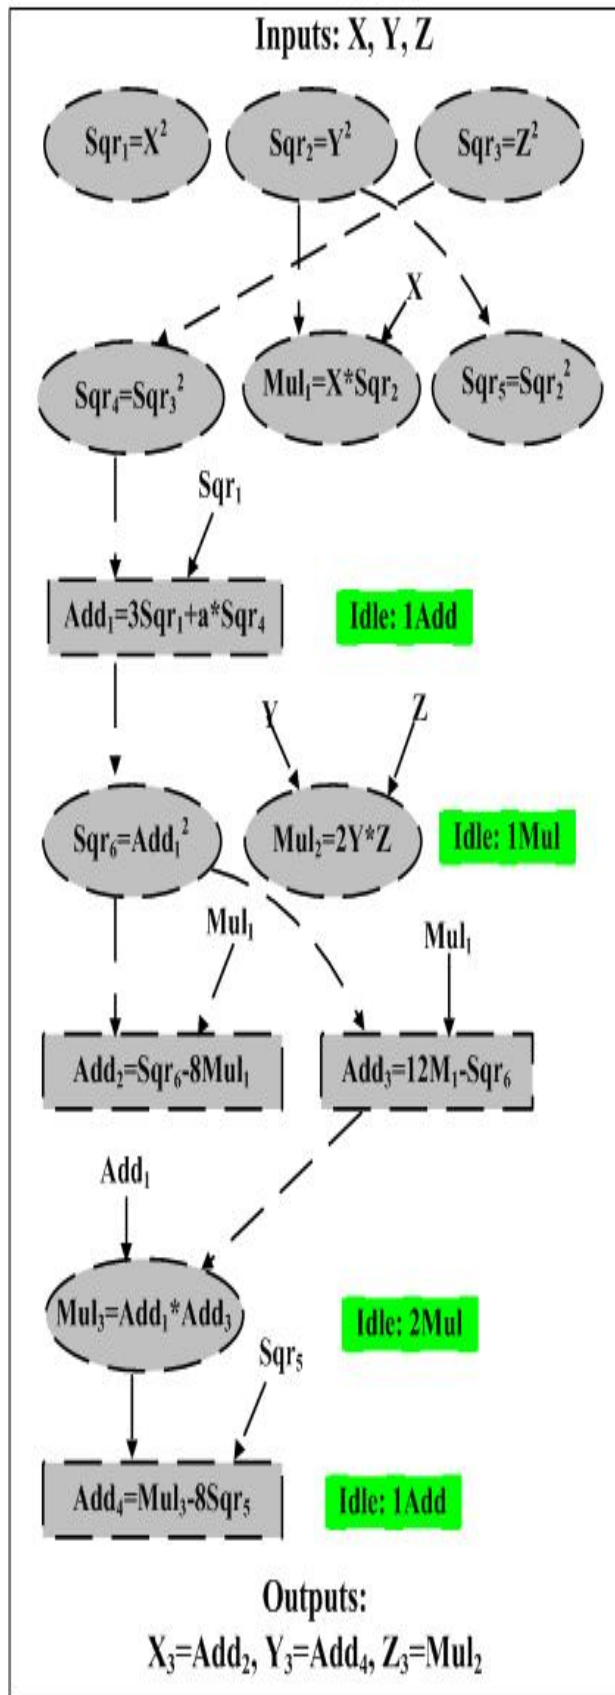 Inputs: X, Y, Z
Sqr₁=X²
Sqr₂=Y²
Sqr₃=Z²
X
Sqr₄=Sqr₃²
Mul₁=X*Sqr₂
Sqr₅=Sqr₂²
Sqr₁
Add₁=3Sqr₁+a*Sqr₄
Idle: 1Add
Y
Z
Sqr₆=Add₁²
Mul₂=2Y*Z
Idle: 1Mul
Mul₁
Mul₁
Add₂=Sqr₆-8Mul₁
Add₃=12M₁-Sqr₆
Add₁
Mul₃=Add₁*Add₃
Idle: 2Mul
Sqr₅
Add₄=Mul₃-8Sqr₅
Idle: 1Add
Outputs:
X₃=Add₂, Y₃=Add₄, Z₃=Mul₂